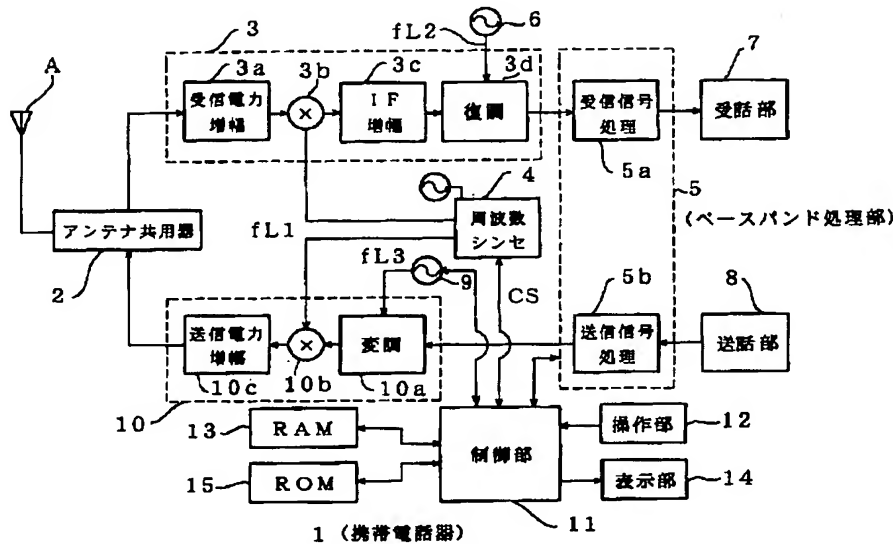 fL2
6
3
3a
3b
3c
3d
7
A
受信電力
増幅
×
IF
増幅
復調
受信信号
処理
受話部
5a
4
5
fL1
周波数
シンセ
(ベースバンド処理部)
アンテナ共用器
2
fL3
9
CS
5b
8
送信電力
増幅
×
変調
送信信号
処理
送話部
10c
10b
10a
10
13
RAM
制御部
操作部
12
15
ROM
表示部
14
11
1 (携帯電話器)